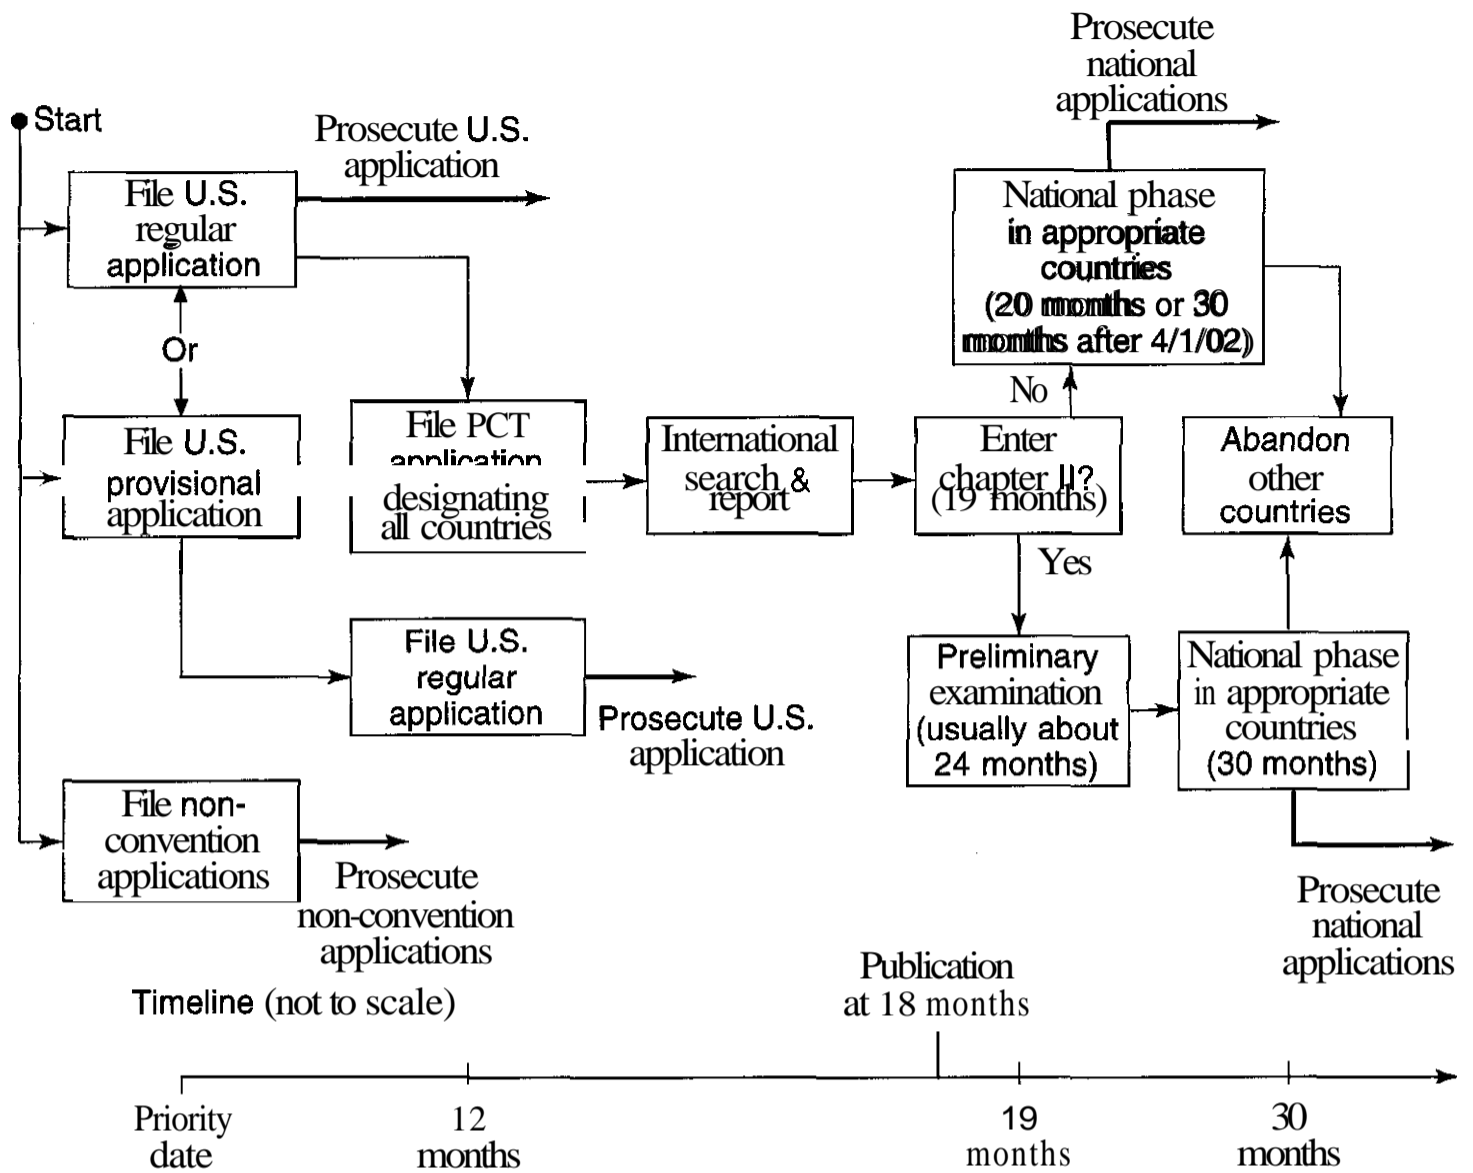 Start
Prosecute U.S.
application
File U.S.
regular
application
Or
File U.S.
provisional
application
File PCT
application
designating
all countries
International
search &
report
Enter
chapter II?
(19 months)
No
Yes
National phase
in appropriate
countries
(20 months or 30
months after 4/1/02)
Prosecute
national
applications
Abandon
other
countries
File U.S.
regular
application
Prosecute U.S.
application
Preliminary
examination
(usually about
24 months)
National phase
in appropriate
countries
(30 months)
Prosecute
national
applications
File non-
convention
applications
Prosecute
non-convention
applications
Timeline (not to scale)
Publication
at 18 months
Priority
date
12
months
19
months
30
months